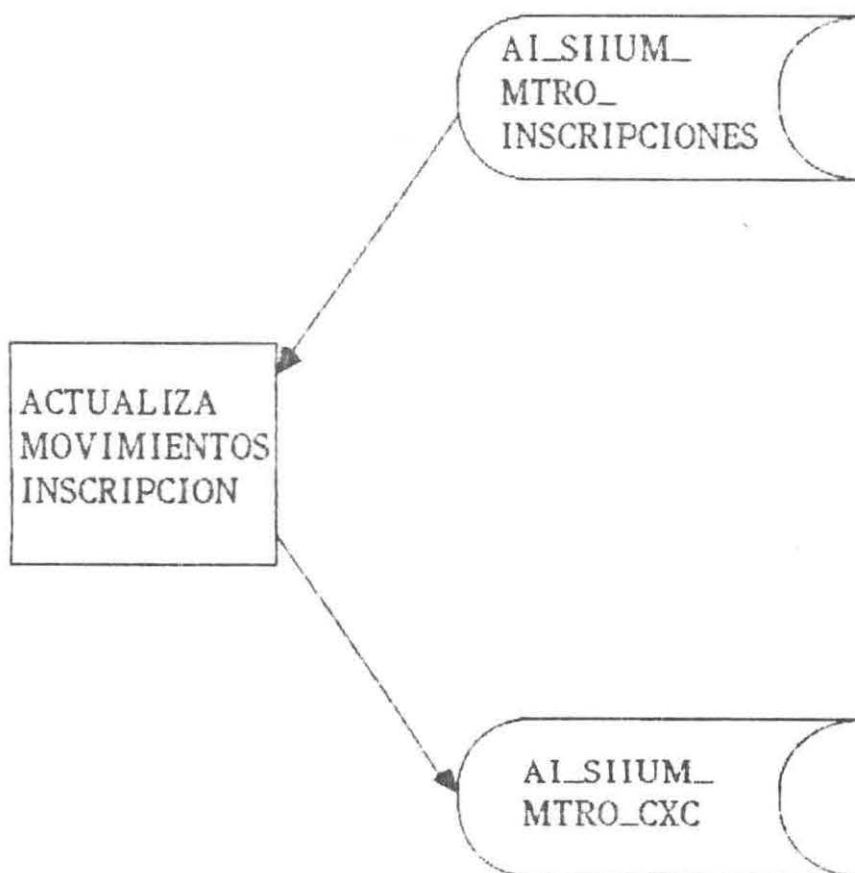 AI_SIIUM_
MTRO_
INSCRIPCIONES
ACTUALIZA
MOVIMIENTOS
INSCRIPCION
AI_SIIUM_
MTRO_CXC